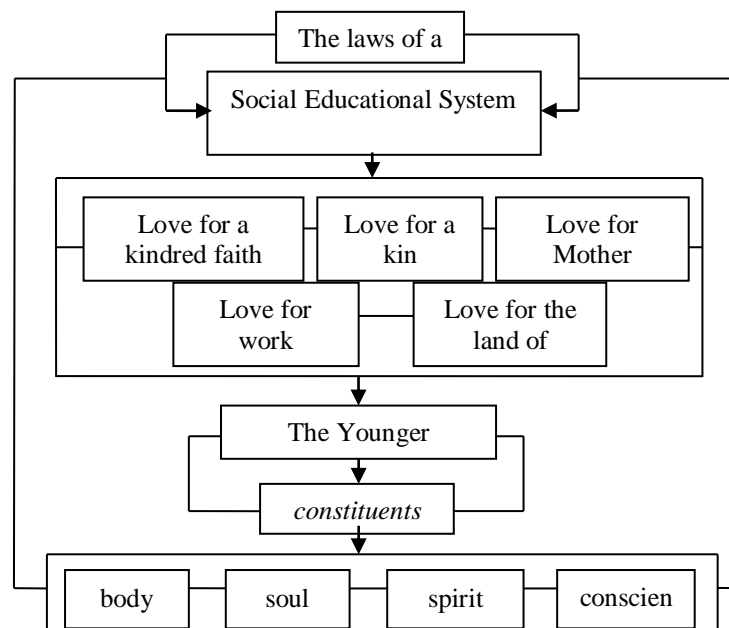 The laws of a
Social Educational System
Love for a
kindred faith
Love for a
kin
Love for
Mother
Love for
work
Love for the
land of
The Younger
constituents
body
soul
spirit
conscien